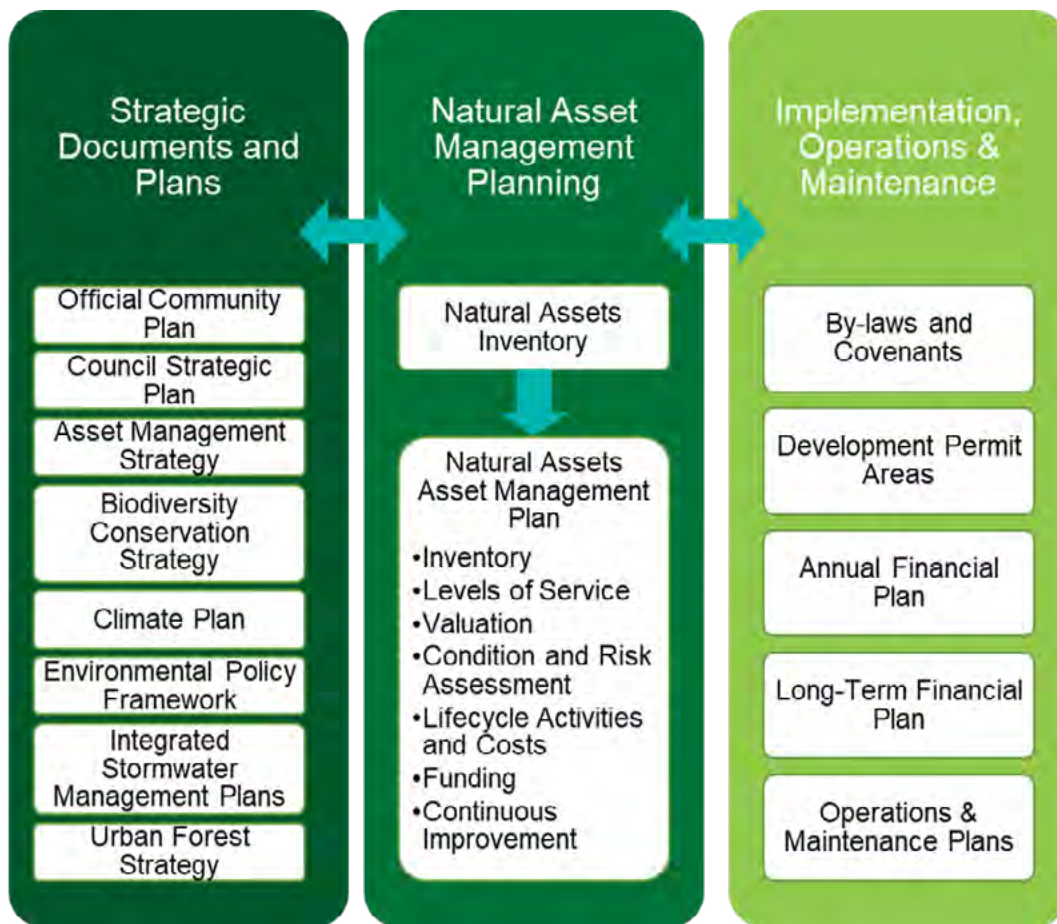 Strategic
Documents and
Plans
Official Community
Plan
Council Strategic
Plan
Asset Management
Strategy
Biodiversity
Conservation
Strategy
Climate Plan
Environmental Policy
Framework
Integrated
Stormwater
Management Plans
Urban Forest
Strategy
Natural Asset
Management
Planning
Natural Assets
Inventory
Natural Assets
Asset Management
Plan
•Inventory
•Levels of Service
•Valuation
•Condition and Risk
Assessment
•Lifecycle Activities
and Costs
•Funding
•Continuous
Improvement
Implementation,
Operations &
Maintenance
By-laws and
Covenants
Development Permit
Areas
Annual Financial
Plan
Long-Term Financial
Plan
Operations &
Maintenance Plans